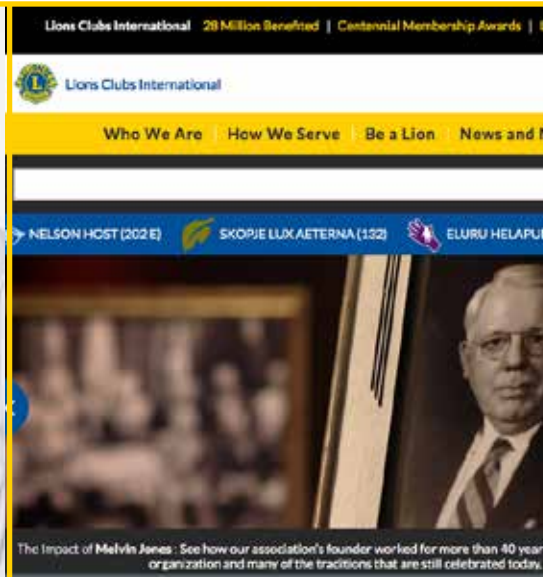 Lions Clubs International 28 Million Benefited | Centennial Membership Awards |
L
Lions Clubs International
Who We Are How We Serve Be a Lion News and
NELSON HOST (202 E) SKOPJE LUX AETERNA (132) ELURU HELAPU
The Impact of Melvin Jones: See how our association's founder worked for more than 40 year
organization and many of the traditions that are still celebrated today.